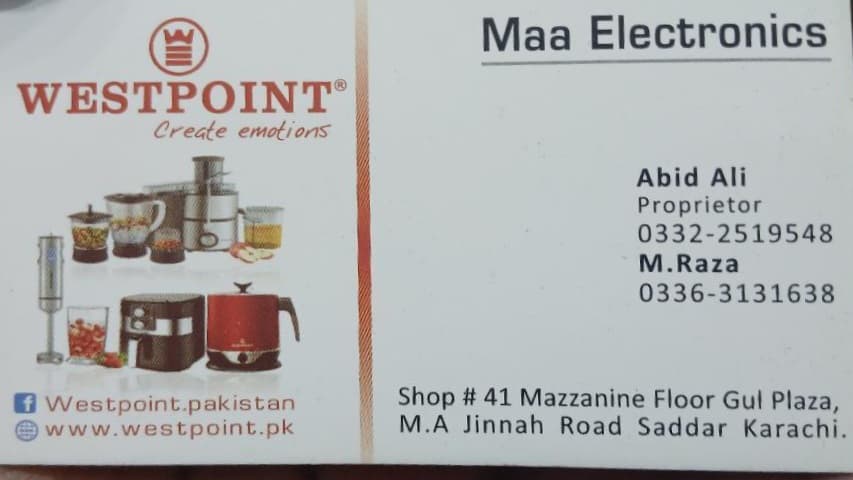 WESTPOINT®
Create emotions
Westpoint.pakistan
www.westpoint.pk
Maa Electronics
Abid Ali
Proprietor
0332-2519548
M.Raza
0336-3131638
Shop # 41 Mazzanine Floor Gul Plaza,
M.A Jinnah Road Saddar Karachi.